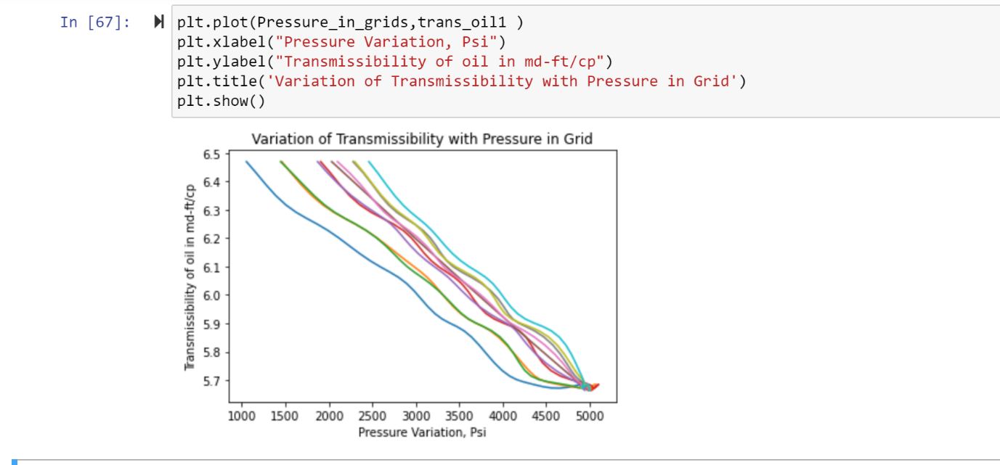 In [67]:
plt.plot(Pressure_in_grids,trans_oil1 )
plt.xlabel("Pressure Variation, Psi")
plt.ylabel("Transmissibility of oil in md-ft/cp")
plt.title('Variation of Transmissibility with Pressure in Grid')
plt.show()
Variation of Transmissibility with Pressure in Grid
Transmissibility of oil in md-ft/cp
6.5
6.4
6.3
6.2
6.1
6.0
5.9
5.8
5.7
1000 1500 2000 2500 3000 3500 4000 4500 5000
Pressure Variation, Psi